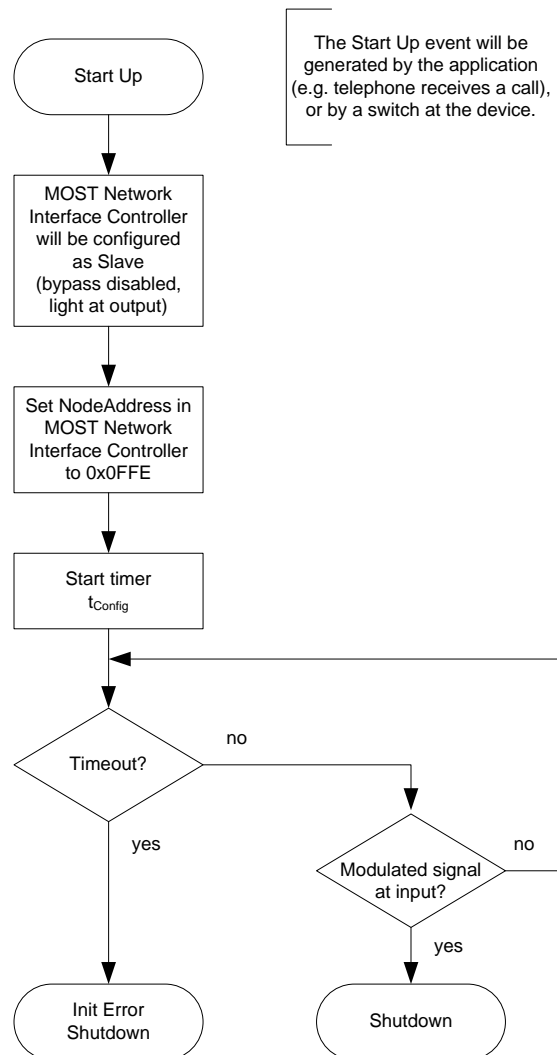 Start Up
The Start Up event will be
generated by the application
(e.g. telephone receives a call),
or by a switch at the device.
MOST Network
Interface Controller
will be configured
as Slave
(bypass disabled,
light at output)
Set NodeAddress in
MOST Network
Interface Controller
to 0x0FFE
Start timer
tConfig
Timeout?
no
yes
Modulated signal
at input?
no
yes
Init Error
Shutdown
Shutdown